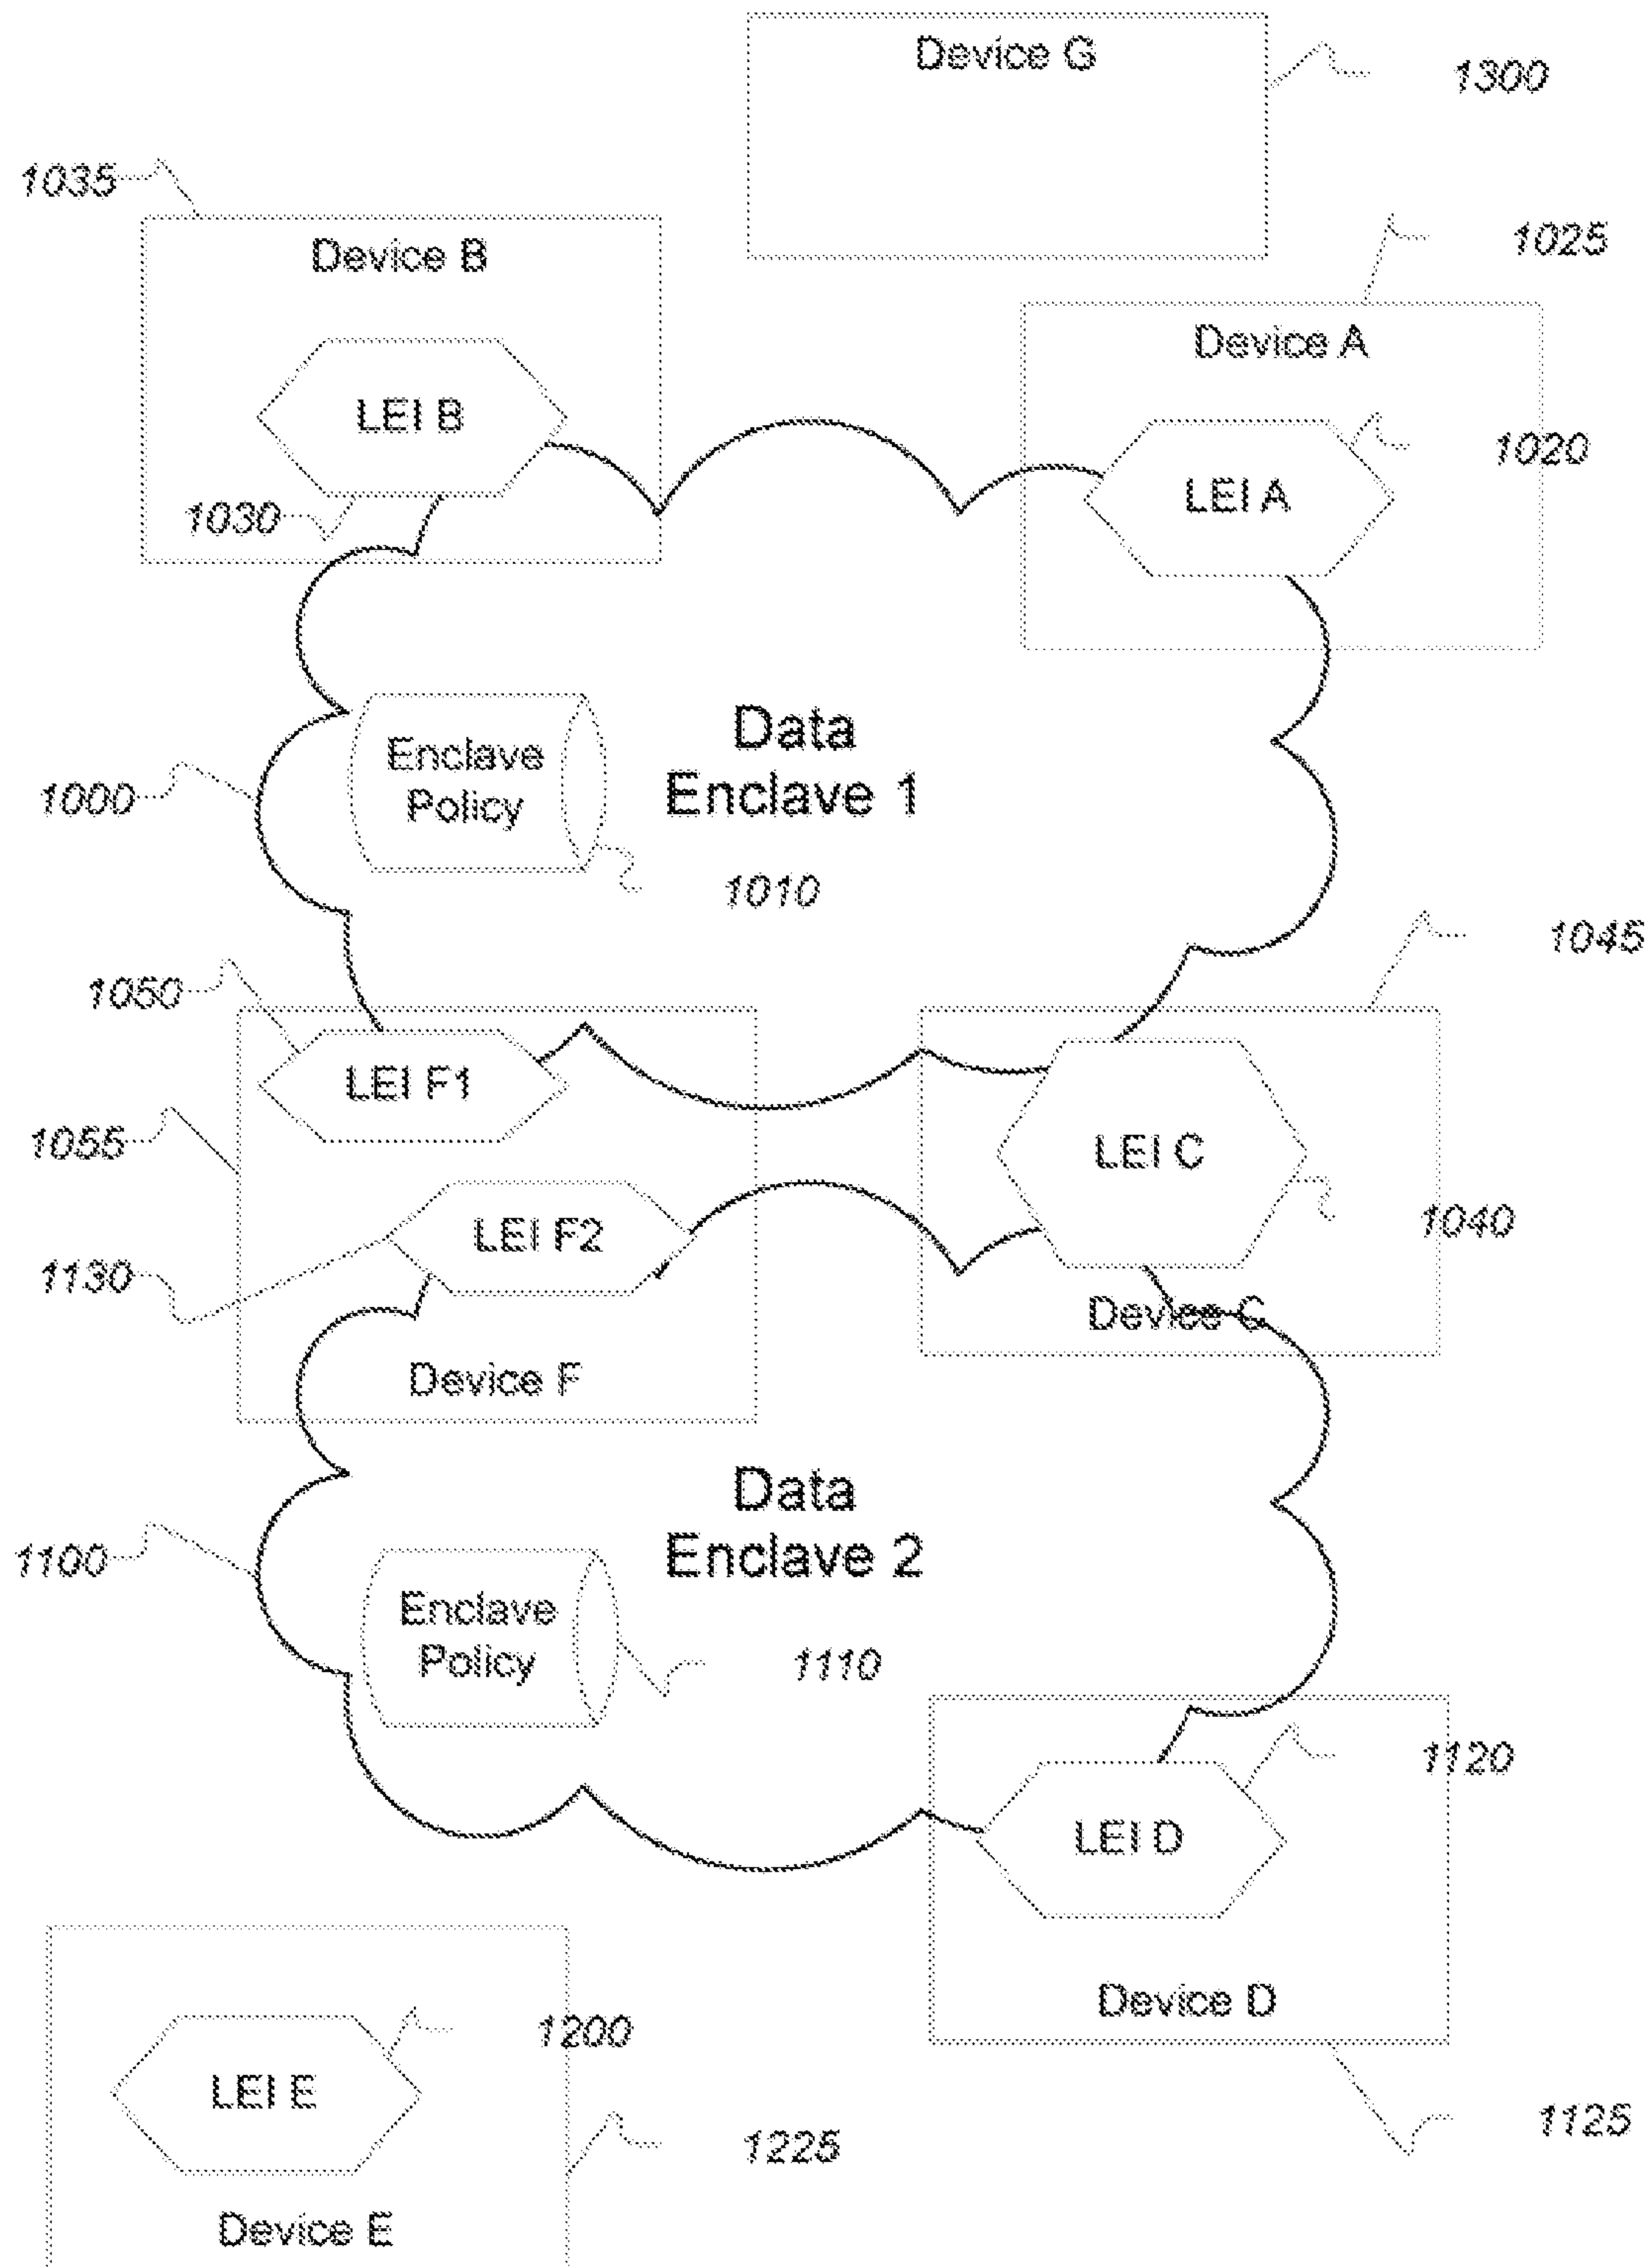 Device G
1300
1035
Device B
1025
Device A
LEI B
1020
LEI A
1030
Data
Enclave 1
Enclave
Policy
1000
1010
1045
1050
LEI F1
1055
LEI C
1040
LEI F2
1130
Device C
Device F
Data
Enclave 2
1100
Enclave
Policy
1110
1120
LEI D
Device D
1200
LEI E
1125
1225
Device E